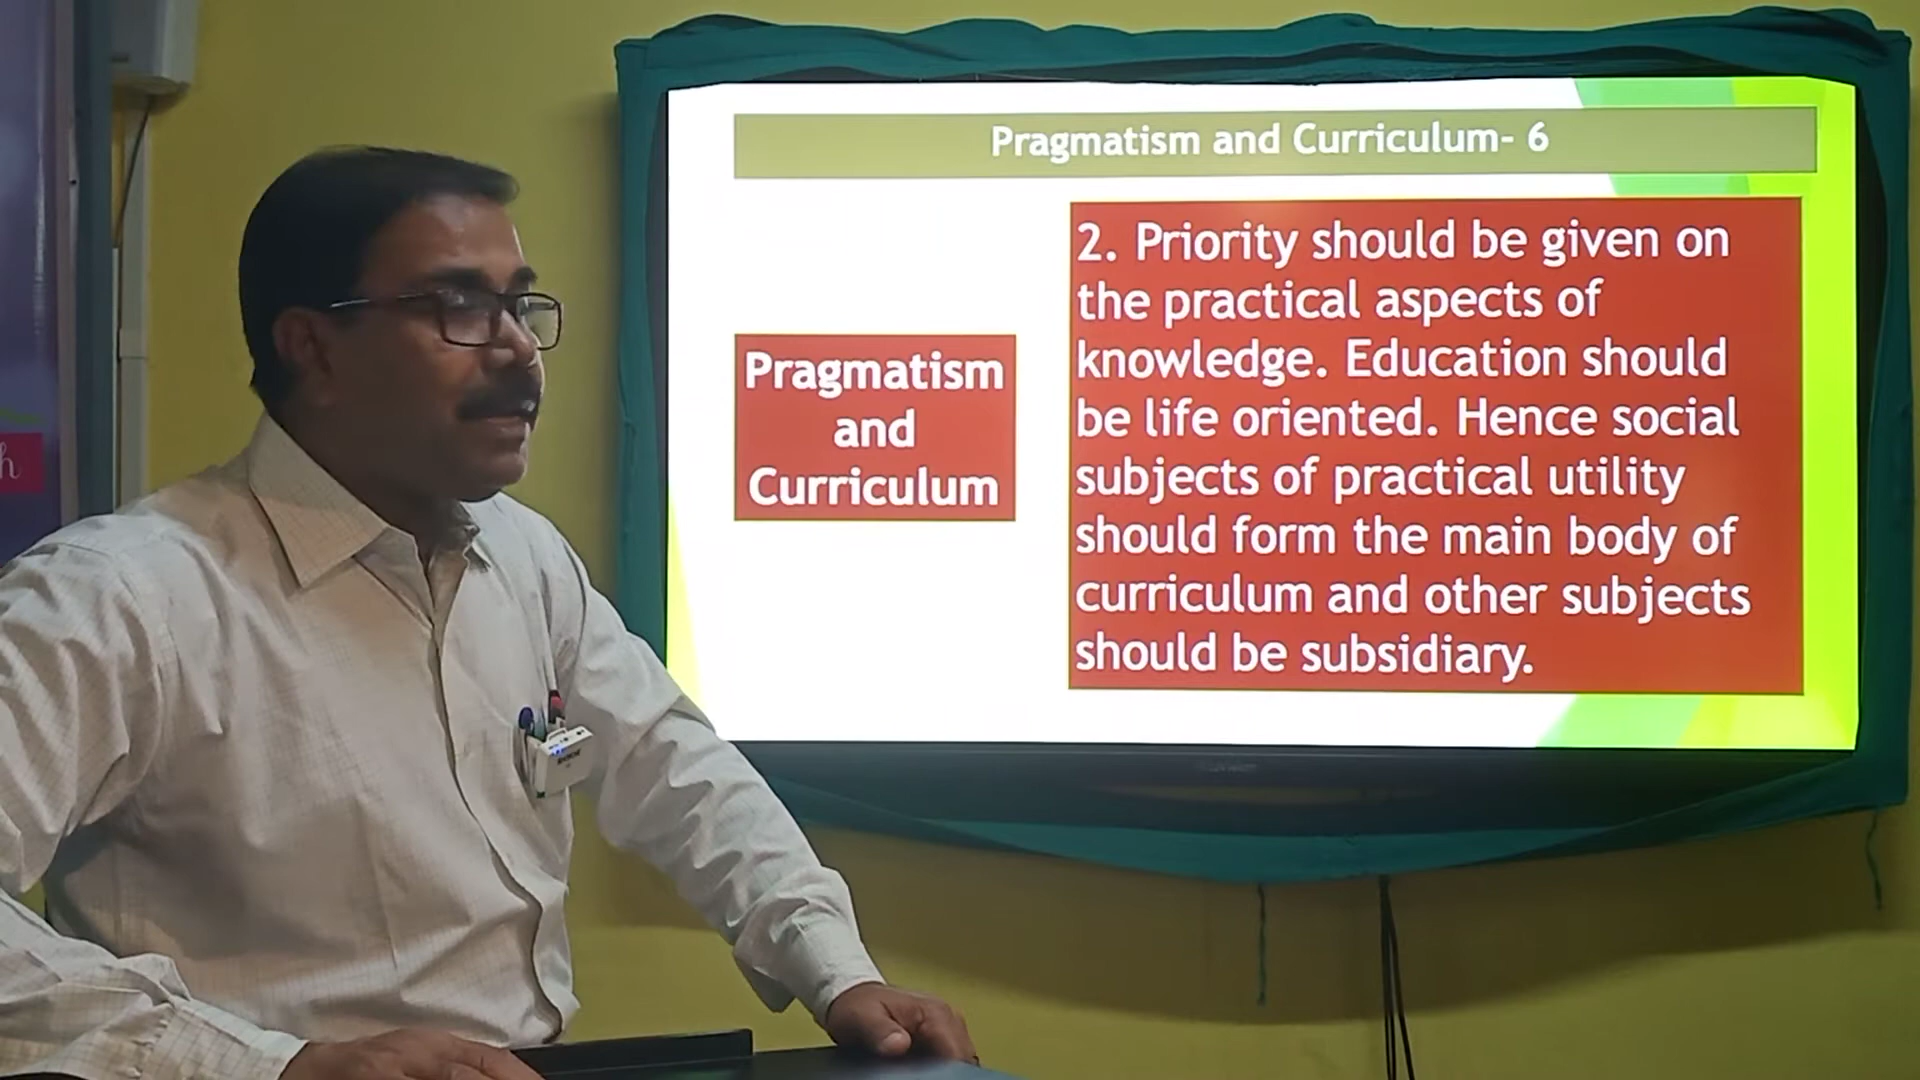 Pragmatism and Curriculum- 6
Pragmatism
and
Curriculum
2. Priority should be given on
the practical aspects of
knowledge. Education should
be life oriented. Hence social
subjects of practical utility
should form the main body of
curriculum and other subjects
should be subsidiary.
h